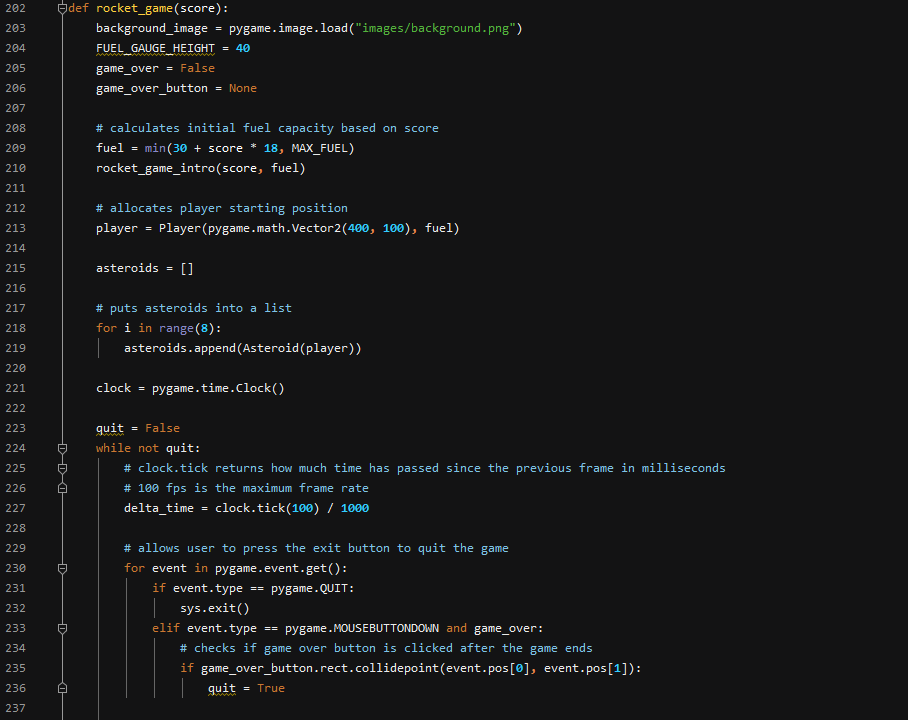 202 def rocket_game(score):
203     background_image = pygame.image.load("images/background.png")
204     FUEL_GAUGE_HEIGHT = 40
205     game_over = False
206     game_over_button = None
207
208     # calculates initial fuel capacity based on score
209     fuel = min(30 + score * 18, MAX_FUEL)
210     rocket_game_intro(score, fuel)
211
212     # allocates player starting position
213     player = Player(pygame.math.Vector2(400, 100), fuel)
214
215     asteroids = []
216
217     # puts asteroids into a list
218     for i in range(8):
219         asteroids.append(Asteroid(player))
220
221     clock = pygame.time.Clock()
222
223     quit = False
224     while not quit:
225         # clock.tick returns how much time has passed since the previous frame in milliseconds
226         # 100 fps is the maximum frame rate
227         delta_time = clock.tick(100) / 1000
228
229         # allows user to press the exit button to quit the game
230         for event in pygame.event.get():
231             if event.type == pygame.QUIT:
232                 sys.exit()
233             elif event.type == pygame.MOUSEBUTTONDOWN and game_over:
234                 # checks if game over button is clicked after the game ends
235                 if game_over_button.rect.collidepoint(event.pos[0], event.pos[1]):
236                     quit = True
237